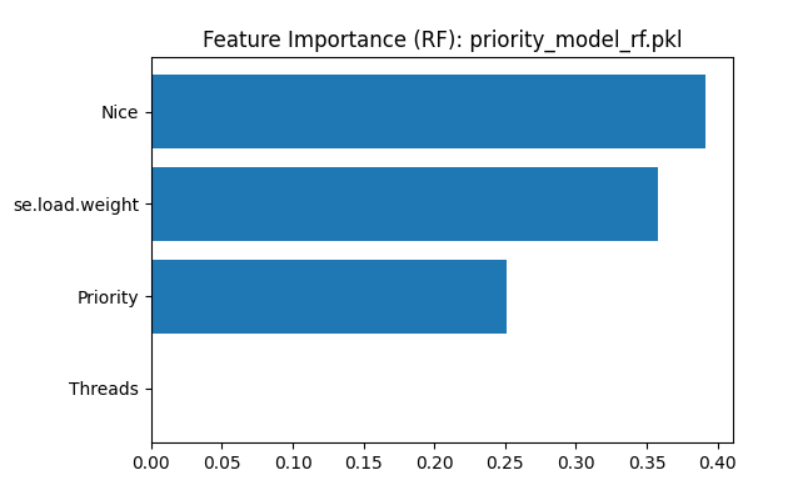 Feature Importance (RF): priority_model_rf.pkl
Nice
se.load.weight
Priority
Threads
0.00 0.05 0.10 0.15 0.20 0.25 0.30 0.35 0.40